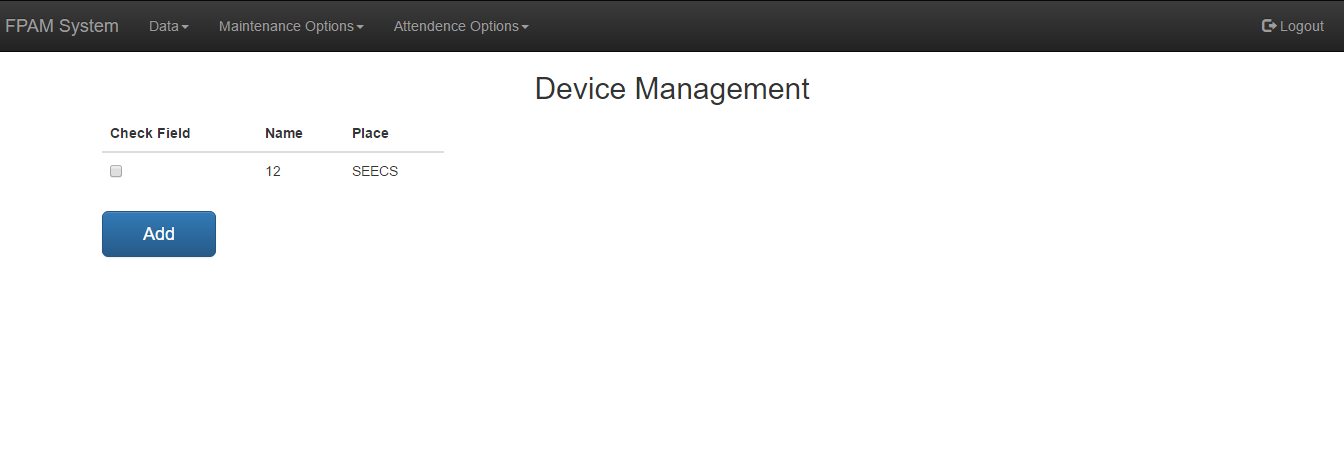 FPAM System Data Maintenance Options Attendence Options Logout
Device Management
Check Field Name Place
12 SEECS
Add